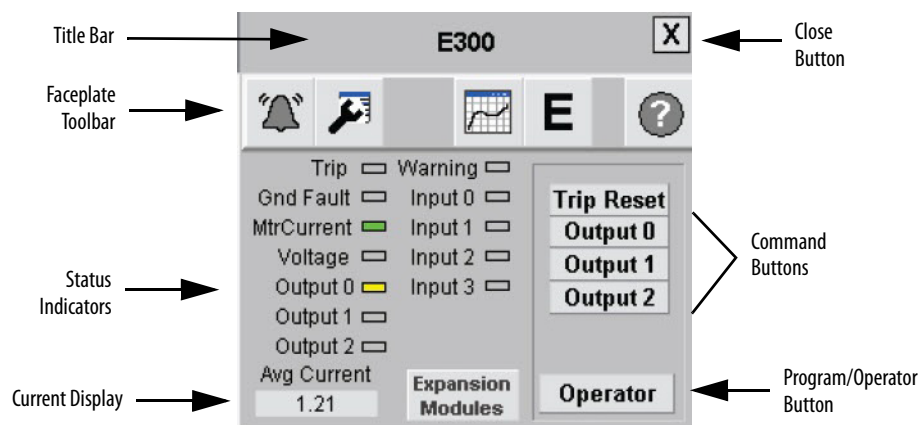 Title Bar
E300
X
Close
Button
Faceplate
Toolbar
E
?
Trip
Warning
Gnd Fault
Input 0
MtrCurrent
Input 1
Voltage
Input 2
Output 0
Input 3
Output 1
Output 2
Status
Indicators
Trip Reset
Output 0
Output 1
Output 2
Command
Buttons
Avg Current
1.21
Current Display
Expansion
Modules
Operator
Program/Operator
Button